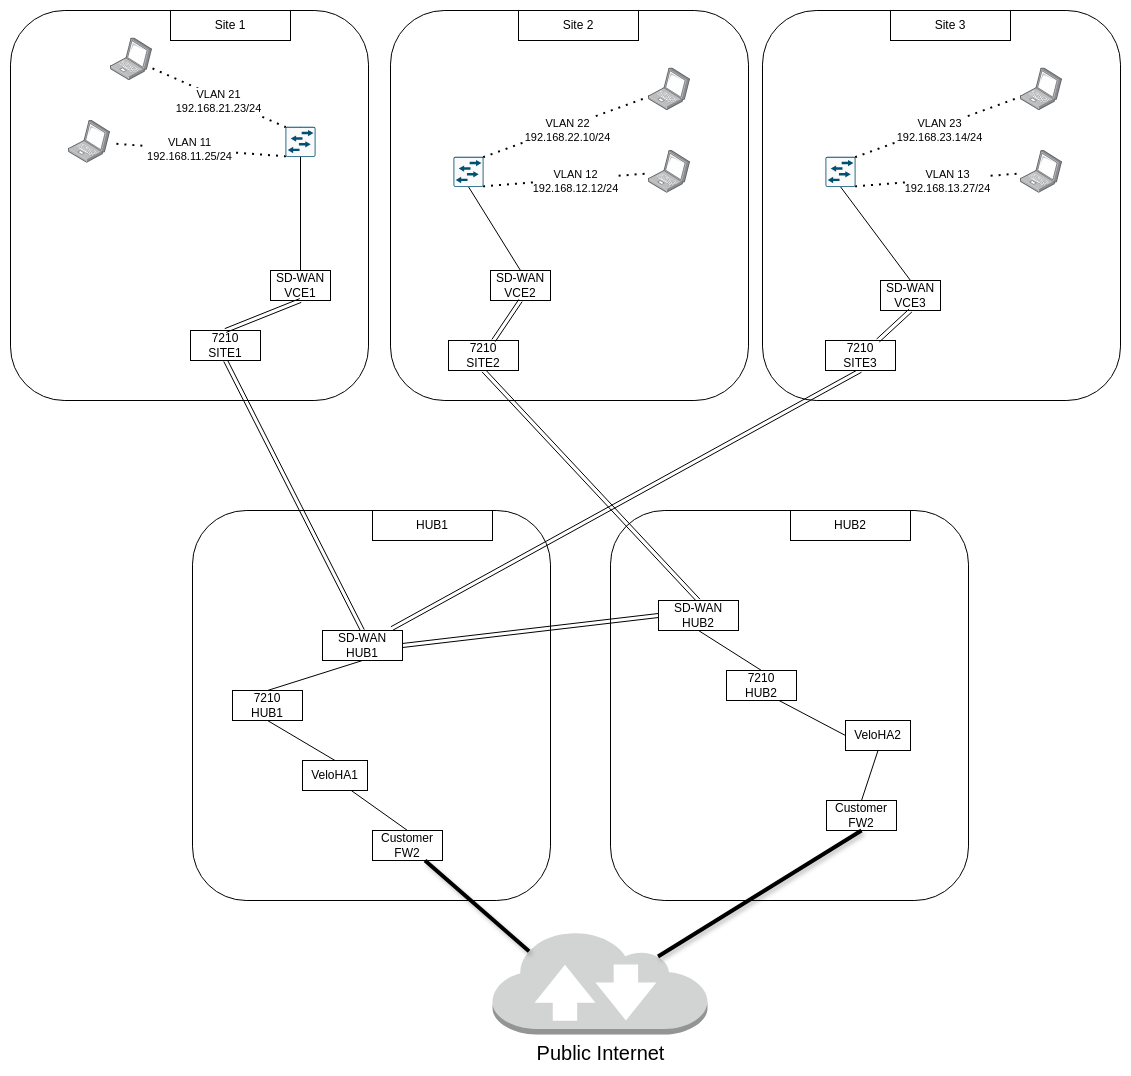 Site 1
VLAN 21
192.168.21.23/24
VLAN 11
192.168.11.25/24
SD-WAN
VCE1
7210
SITE1
Site 2
VLAN 22
192.168.22.10/24
VLAN 12
192.168.12.12/24
SD-WAN
VCE2
7210
SITE2
Site 3
VLAN 23
192.168.23.14/24
VLAN 13
192.168.13.27/24
SD-WAN
VCE3
7210
SITE3
HUB1
SD-WAN
HUB1
7210
HUB1
VeloHA1
Customer
FW2
HUB2
SD-WAN
HUB2
7210
HUB2
VeloHA2
Customer
FW2
Public Internet